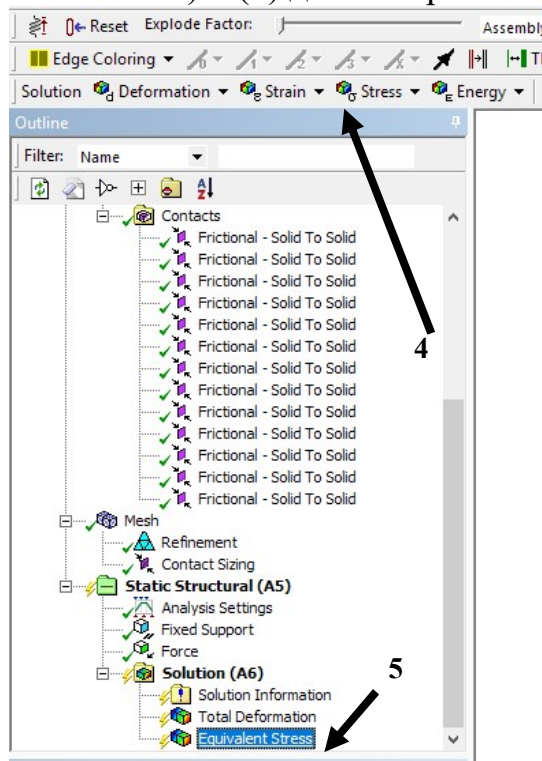 Reset Explode Factor: Assembly
Edge Coloring
Solution Deformation Strain Stress Energy
Outline
Filter: Name
Contacts
Frictional - Solid To Solid
Frictional - Solid To Solid
Frictional - Solid To Solid
Frictional - Solid To Solid
Frictional - Solid To Solid
Frictional - Solid To Solid
4
Frictional - Solid To Solid
Frictional - Solid To Solid
Frictional - Solid To Solid
Frictional - Solid To Solid
Frictional - Solid To Solid
Frictional - Solid To Solid
Frictional - Solid To Solid
Mesh
Refinement
Contact Sizing
Static Structural (A5)
Analysis Settings
Fixed Support
Force
Solution (A6) 5
Solution Information
Total Deformation
Equivalent Stress